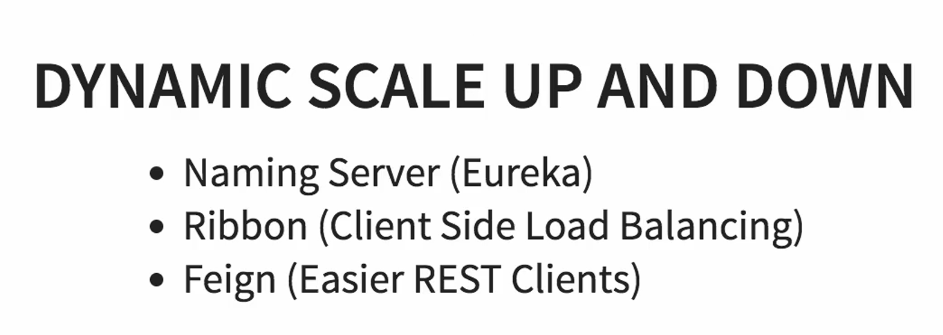 DYNAMIC SCALE UP AND DOWN
• Naming Server (Eureka)
• Ribbon (Client Side Load Balancing)
• Feign (Easier REST Clients)